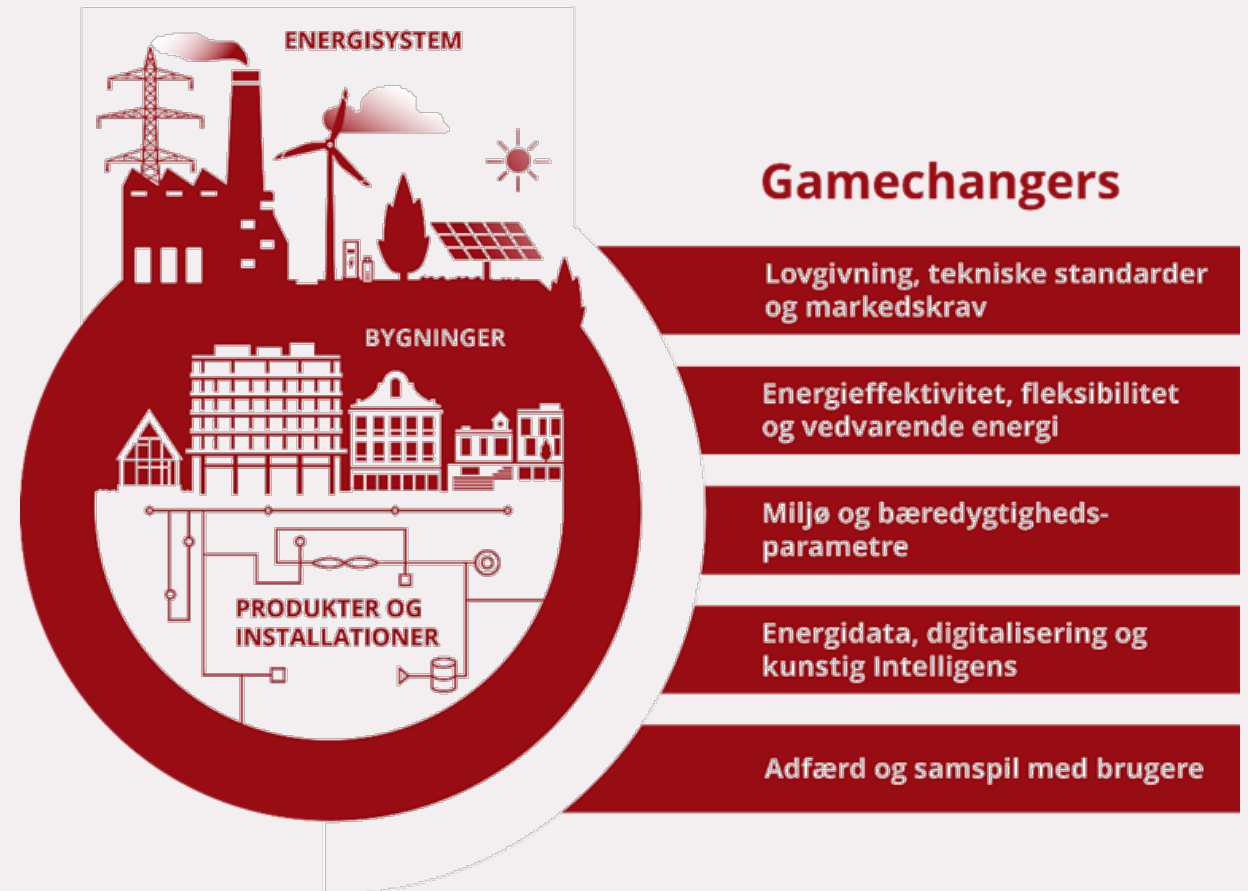 ENERGISYSTEM
BYGNINGER
PRODUKTER OG
INSTALLATIONER
Gamechangers
Lovgivning, tekniske standarder
og markedskrav
Energieffektivitet, fleksibilitet
og vedvarende energi
Miljø og bæredygtigheds-
parametre
Energidata, digitalisering og
kunstig Intelligens
Adfærd og samspil med brugere